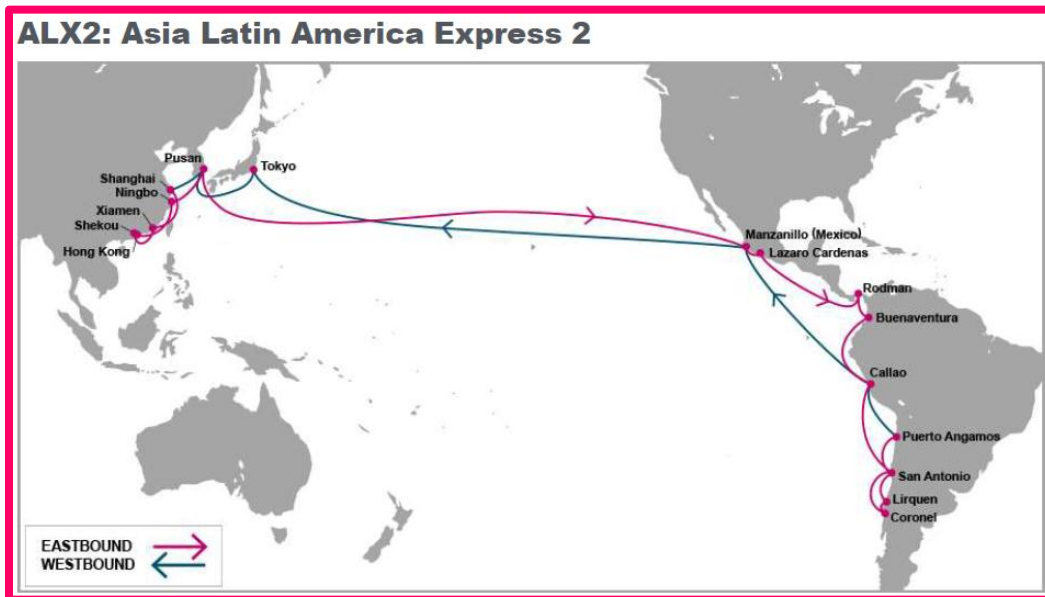 ALX2: Asia Latin America Express 2
Pusan
Tokyo
Shanghai
Ningbo
Xiamen
Shekou
Hong Kong
Manzanillo (Mexico)
Lazaro Cardenas
Rodman
Buenaventura
Callao
Puerto Angamos
San Antonio
Lirquen
Coronel
EASTBOUND
WESTBOUND